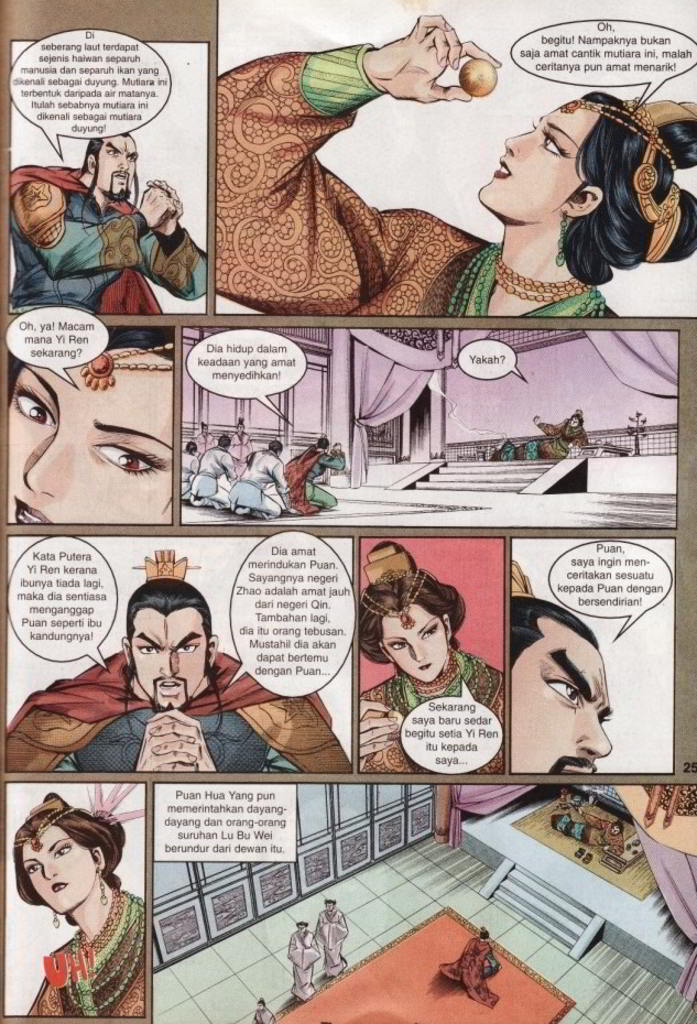 Di
seberang laut terdapat
sejenis haiwan separuh
manusia dan separuh ikan yang
dikenali sebagai duyung. Mutiara ini
terbentuk daripada air matanya.
Itulah sebabnya mutiara ini
dikenali sebagai mutiara
duyung!
Oh,
begitu! Nampaknya bukan
saja amat cantik mutiara ini, malah
ceritanya pun amat menarik!
Oh, ya! Macam
mana Yi Ren
sekarang?
Dia hidup dalam
keadaan yang amat
menyedihkan!
Yakah?
Kata Putera
Yi Ren kerana
ibunya tiada lagi,
maka dia sentiasa
menganggap
Puan seperti ibu
kandungnya!
Dia amat
merindukan Puan.
Sayangnya negeri
Zhao adalah amat jauh
dari negeri Qin.
Tambahan lagi,
dia itu orang tebusan.
Mustahil dia akan
dapat bertemu
dengan Puan...
Sekarang
saya baru sedar
begitu setia Yi Ren
itu kepada
saya...
Puan,
saya ingin men-
ceritakan sesuatu
kepada Puan dengan
bersendirian!
25
UH!
Puan Hua Yang pun
memerintahkan dayang-
dayang dan orang-orang
suruhan Lu Bu Wei
berundur dari dewan itu.